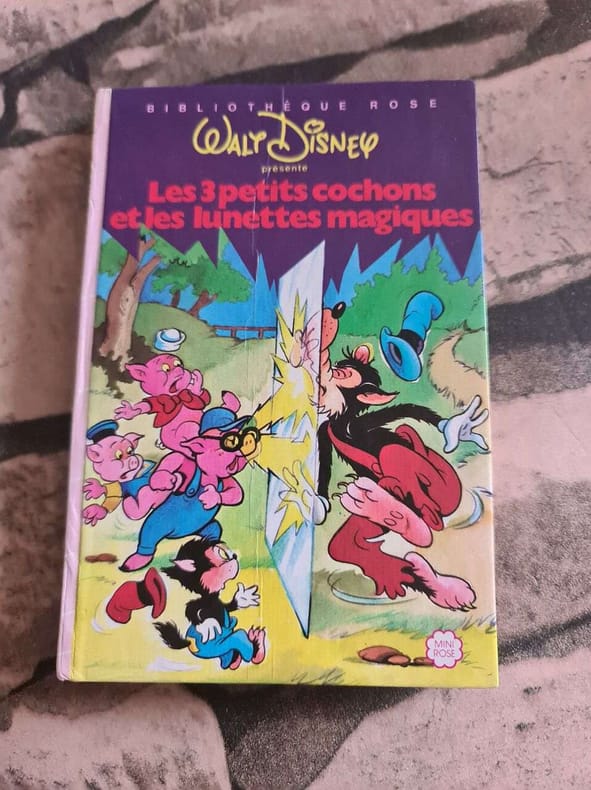 BIBLIOTHÈQUE ROSE
WALT DISNEY
présente
Les 3 petits cochons
et les lunettes magiques
MINI
ROSE